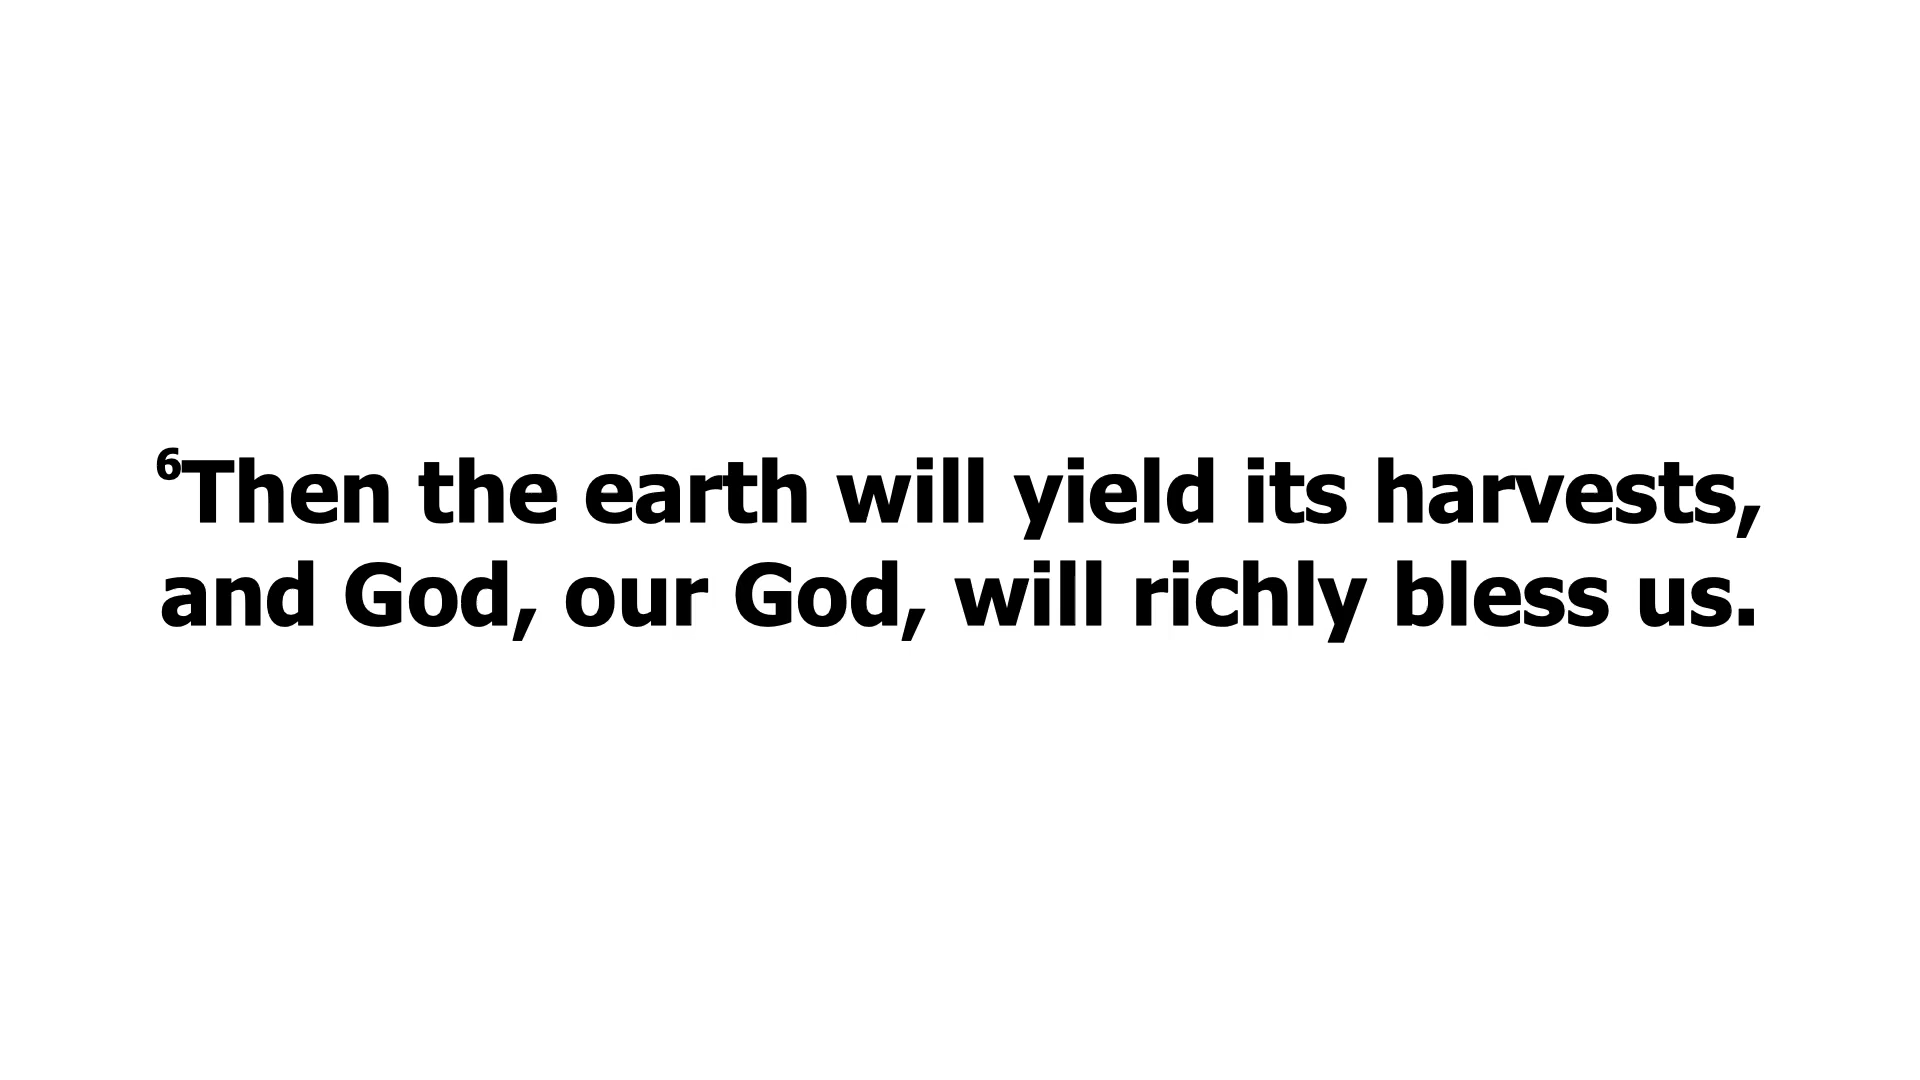 ⁶Then the earth will yield its harvests,
and God, our God, will richly bless us.